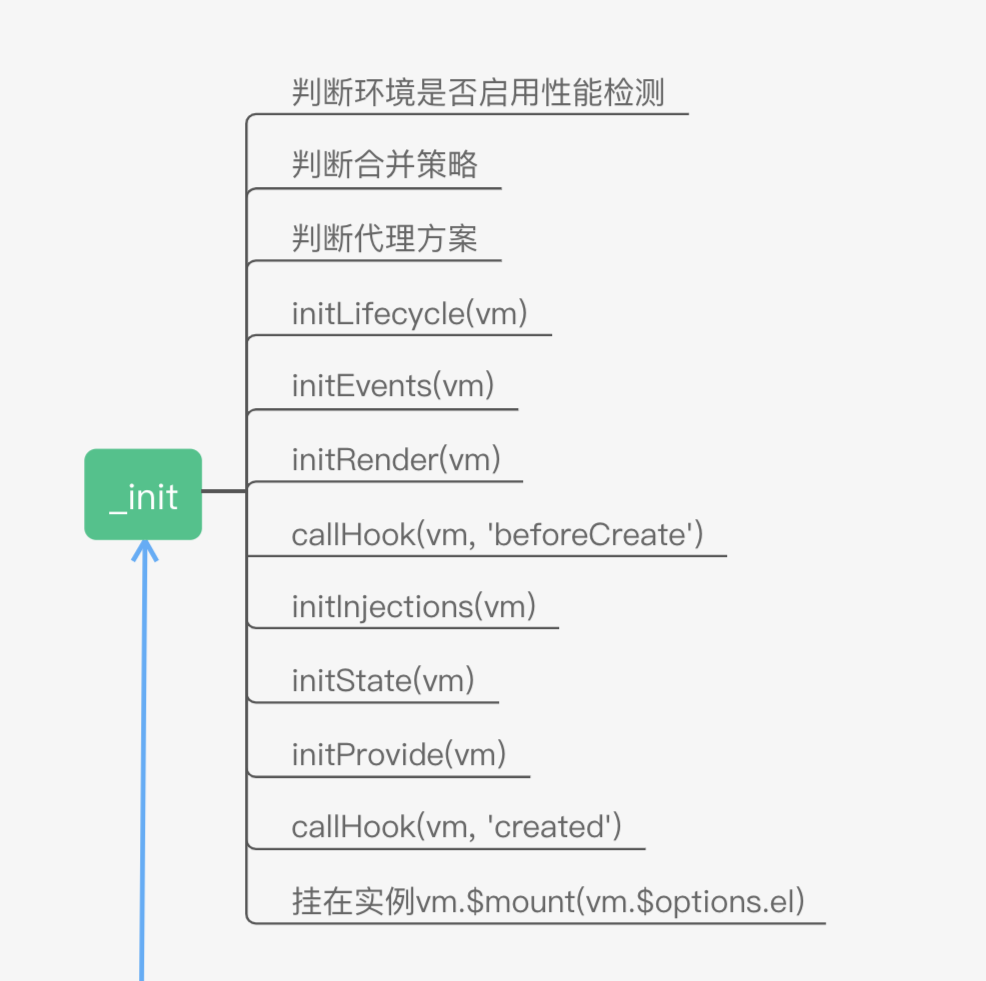 判断环境是否启用性能检测
判断合并策略
判断代理方案
initLifecycle(vm)
initEvents(vm)
initRender(vm)
_init
callHook(vm, 'beforeCreate')
initInjections(vm)
initState(vm)
initProvide(vm)
callHook(vm, 'created')
挂在实例vm.$mount(vm.$options.el)